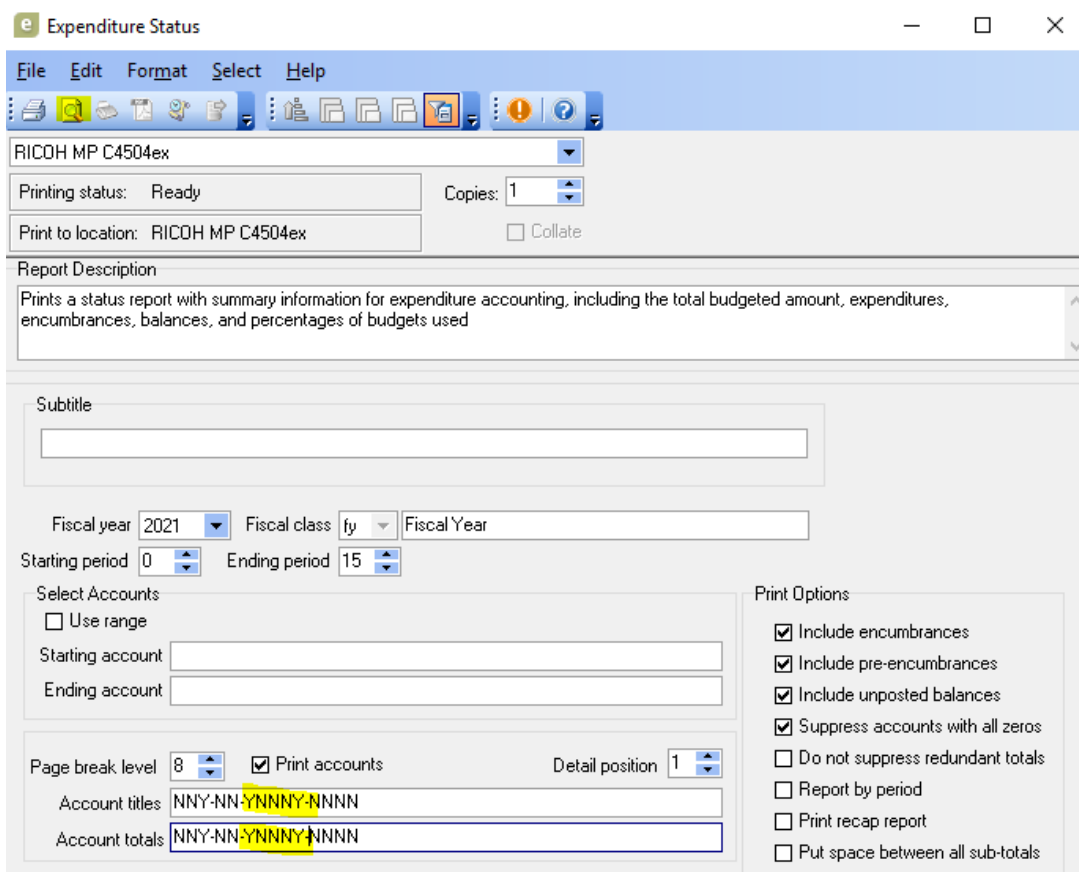 e Expenditure Status
File Edit Format Select Help
RICOH MP C4504ex
Printing status: Ready Copies: 1
Print to location: RICOH MP C4504ex Collate
Report Description
Prints a status report with summary information for expenditure accounting, including the total budgeted amount, expenditures,
encumbrances, balances, and percentages of budgets used
Subtitle
Fiscal year 2021 Fiscal class fy Fiscal Year
Starting period 0 Ending period 15
Select Accounts
Use range
Starting account
Ending account
Page break level 8 Print accounts Detail position 1
Account titles NNY-NN-YNNNY-NNNN
Account totals NNY-NN-YNNNY-NNNN
Print Options
Include encumbrances
Include pre-encumbrances
Include unposted balances
Suppress accounts with all zeros
Do not suppress redundant totals
Report by period
Print recap report
Put space between all sub-totals